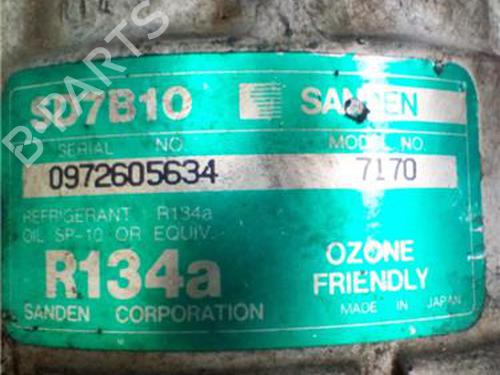 B-PARTS
SD7B10 SANDEN
SERIAL NO. MODEL NO.
0972605634 7170
REFRIGERANT R134a
OIL SP-10 OR EQUIV.
R134a OZONE FRIENDLY
SANDEN CORPORATION MADE IN JAPAN